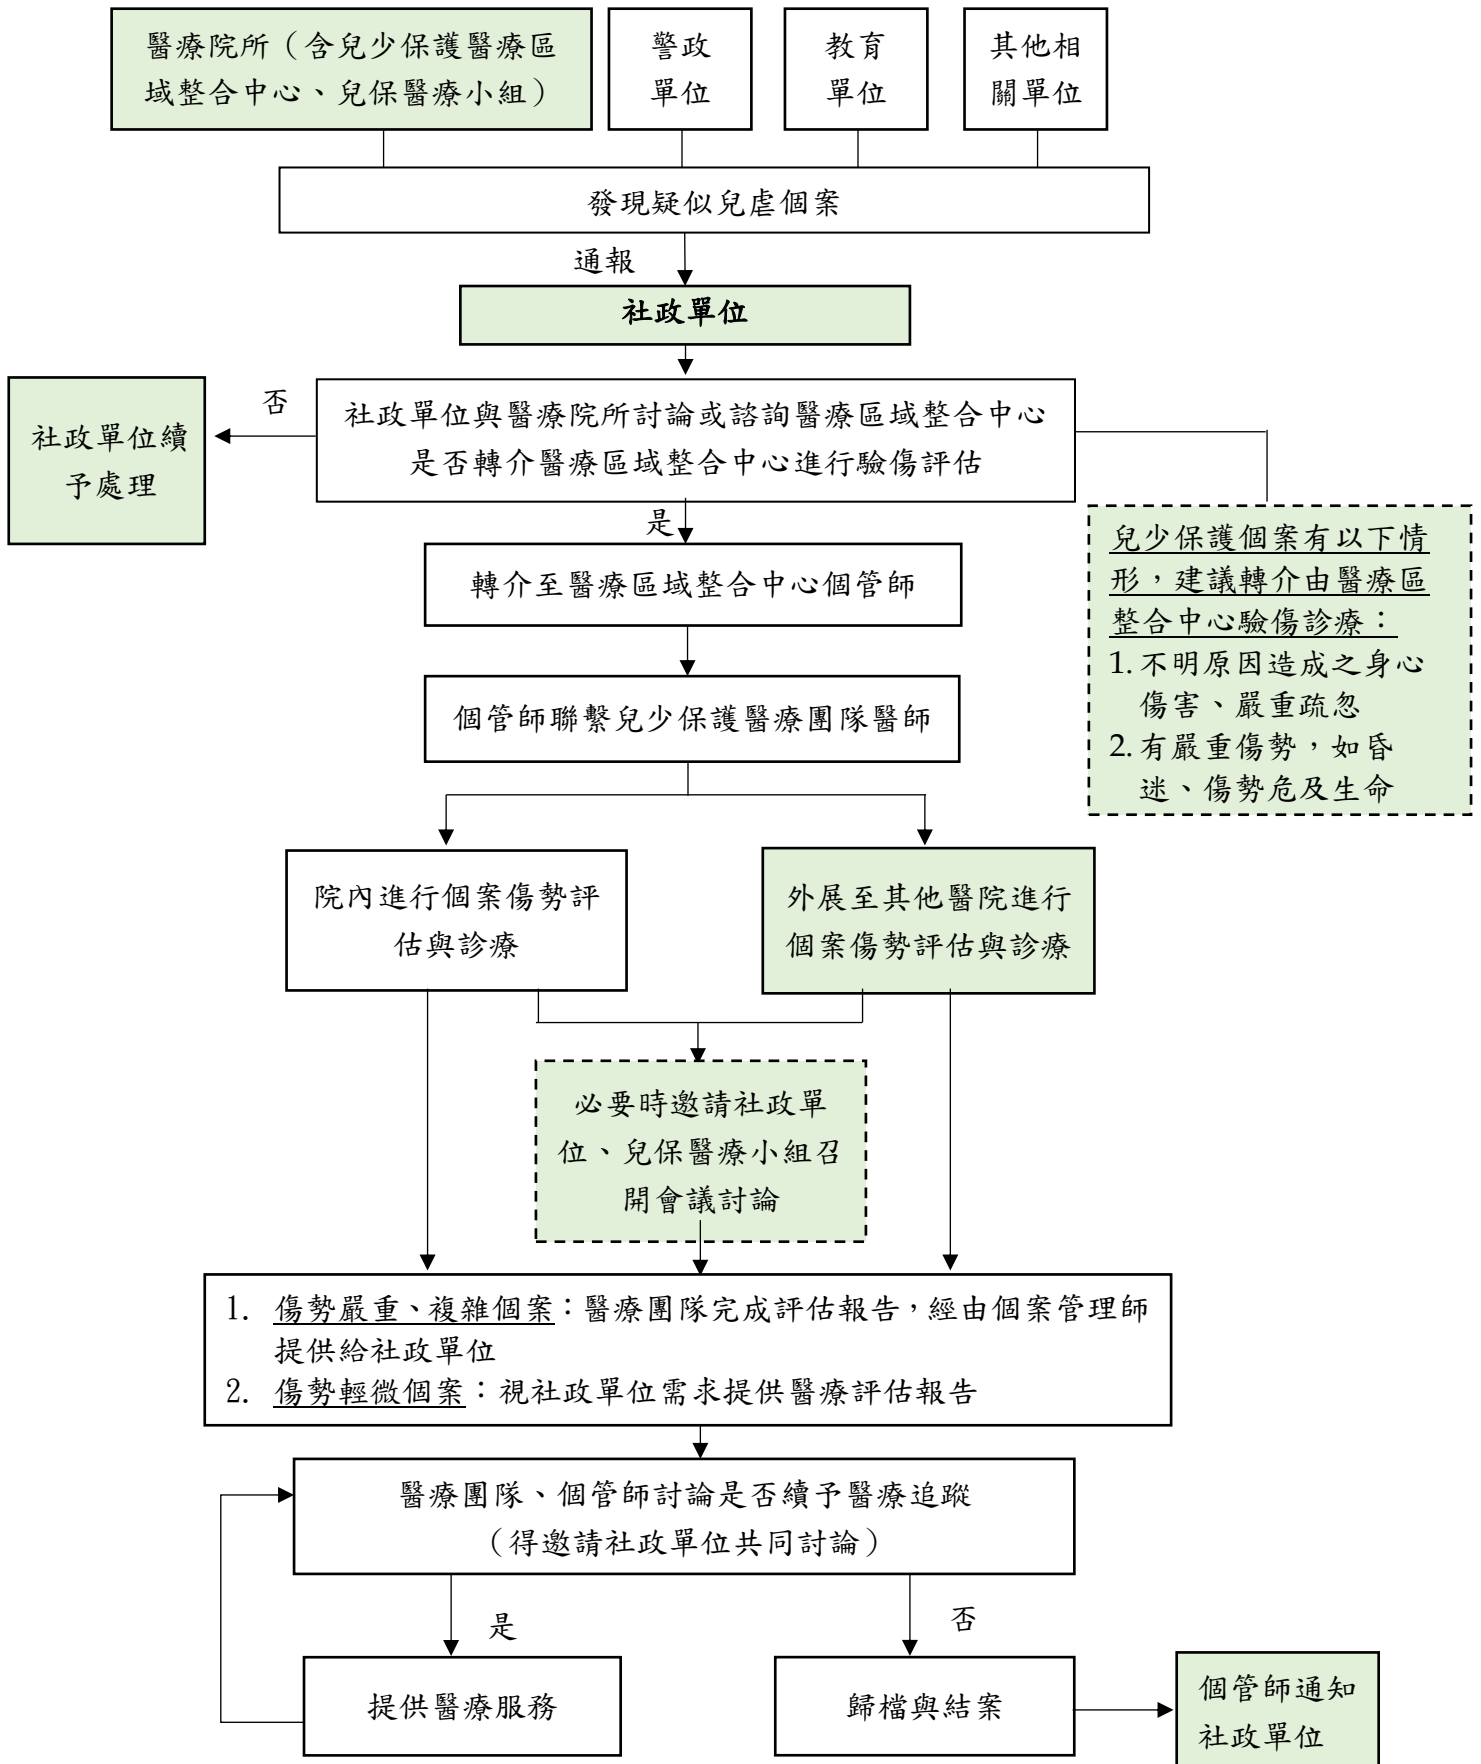 醫療院所（含兒少保護醫療區
域整合中心、兒保醫療小組）
警政
單位
教育
單位
其他相
關單位
發現疑似兒虐個案
通報
社政單位
社政單位與醫療院所討論或諮詢醫療區域整合中心
是否轉介醫療區域整合中心進行驗傷評估
否
社政單位續
予處理
是
兒少保護個案有以下情
形，建議轉介由醫療區
整合中心驗傷診療：
1. 不明原因造成之身心
傷害、嚴重疏忽
2. 有嚴重傷勢，如昏
迷、傷勢危及生命
轉介至醫療區域整合中心個管師
個管師聯繫兒少保護醫療團隊醫師
院內進行個案傷勢評
估與診療
外展至其他醫院進行
個案傷勢評估與診療
必要時邀請社政單
位、兒保醫療小組召
開會議討論
1. 傷勢嚴重、複雜個案：醫療團隊完成評估報告，經由個案管理師
提供給社政單位
2. 傷勢輕微個案：視社政單位需求提供醫療評估報告
醫療團隊、個管師討論是否續予醫療追蹤
（得邀請社政單位共同討論）
是
否
提供醫療服務
歸檔與結案
個管師通知
社政單位